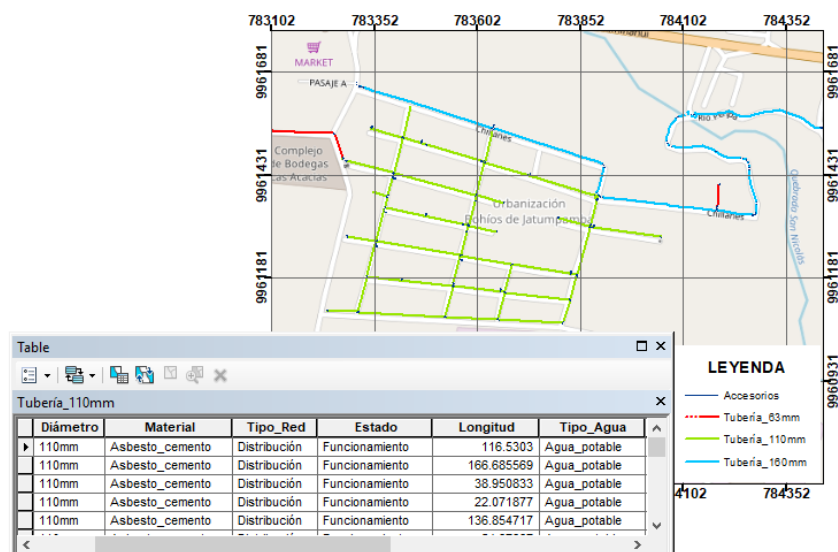 783102 783352 783602 783852 784102 784352
9961681
9961681
MARKET
PASAJE A
Chillanes
Río Verde
Complejo
de Bodegas
Las Acacias
9961431
9961431
Urbanización
Bohíos de Jatumpamba
Chillanes
Quebrada San Nicolás
9961181
9961181
Table
Tubería_110mm
Diámetro Material Tipo_Red Estado Longitud Tipo_Agua
110mm Asbesto_cemento Distribución Funcionamiento 116.5303 Agua_potable
110mm Asbesto_cemento Distribución Funcionamiento 166.685569 Agua_potable
110mm Asbesto_cemento Distribución Funcionamiento 38.950833 Agua_potable
110mm Asbesto_cemento Distribución Funcionamiento 22.071877 Agua_potable
110mm Asbesto_cemento Distribución Funcionamiento 136.854717 Agua_potable
LEYENDA
Accesorios
Tubería_63mm
Tubería_110mm
Tubería_160mm
784352